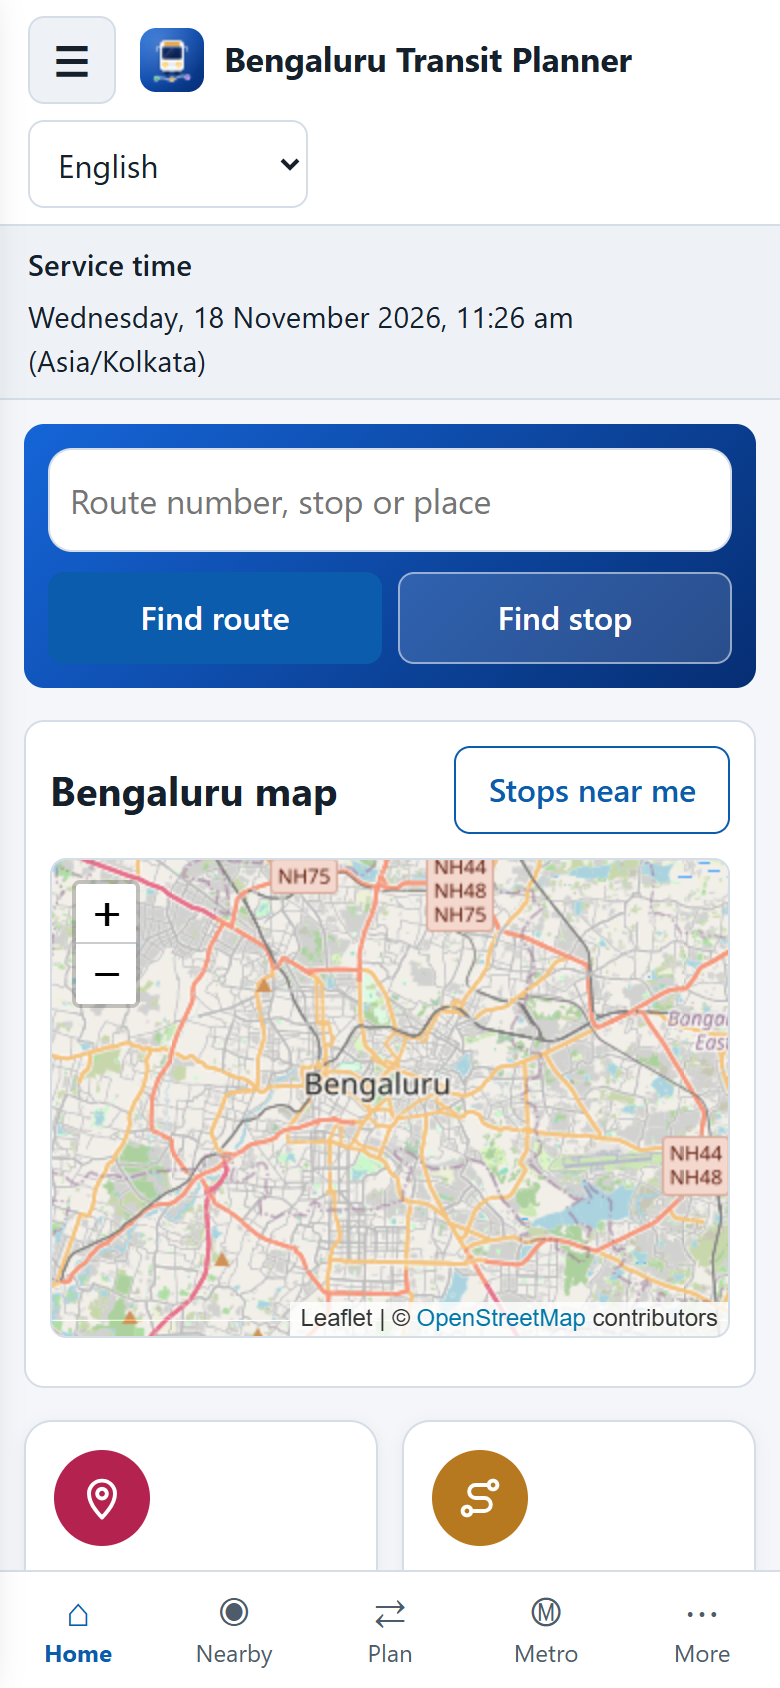 ☰
Bengaluru Transit Planner
English
Service time
Wednesday, 18 November 2026, 11:26 am
(Asia/Kolkata)
Route number, stop or place
Find route
Find stop
Bengaluru map
Stops near me
+
−
NH75
NH44
NH48
NH75
Bengaluru
NH44
NH48
Leaflet | © OpenStreetMap contributors
Home
Nearby
Plan
Ⓜ
Metro
More